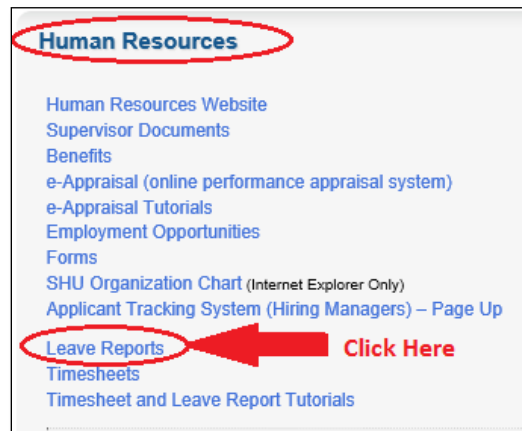 Human Resources
Human Resources Website
Supervisor Documents
Benefits
e-Appraisal (online performance appraisal system)
e-Appraisal Tutorials
Employment Opportunities
Forms
SHU Organization Chart (Internet Explorer Only)
Applicant Tracking System (Hiring Managers) – Page Up
Leave Reports Click Here
Timesheets
Timesheet and Leave Report Tutorials